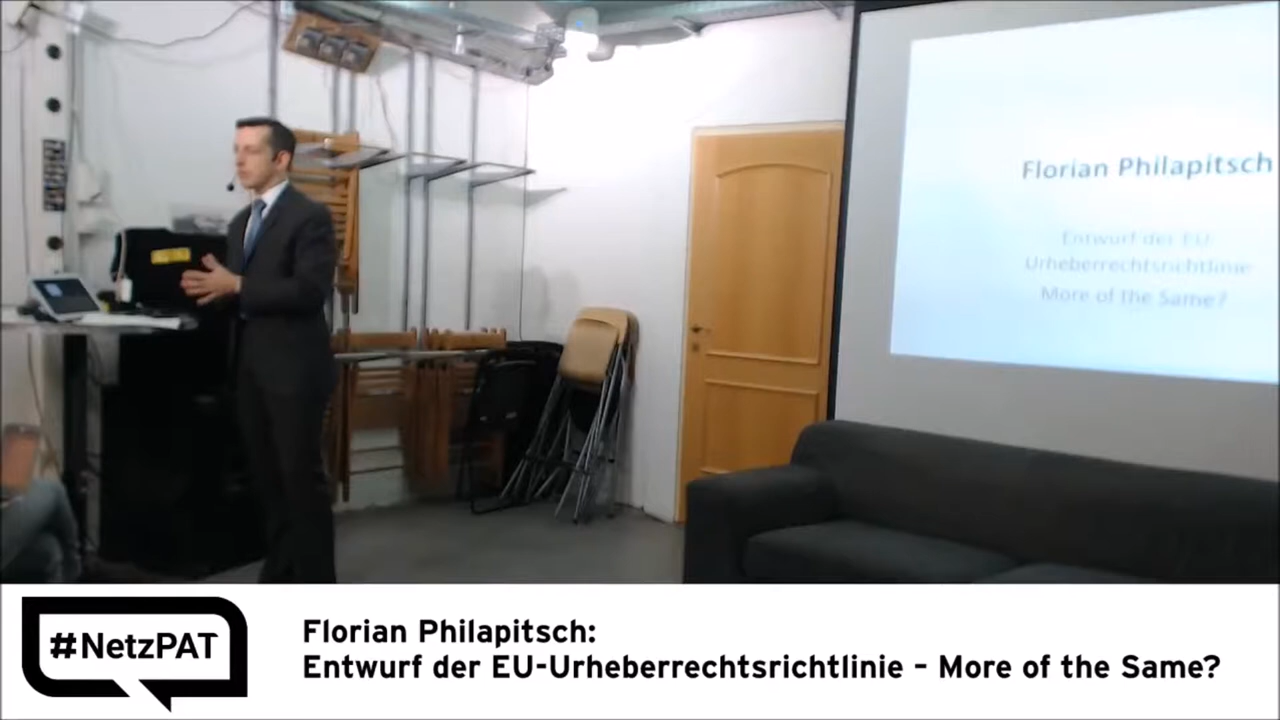 Florian Philapitsch
Entwurf der EU-
Urheberrechtsrichtlinie
More of the Same?
#NetzPAT
Florian Philapitsch:
Entwurf der EU-Urheberrechtsrichtlinie – More of the Same?